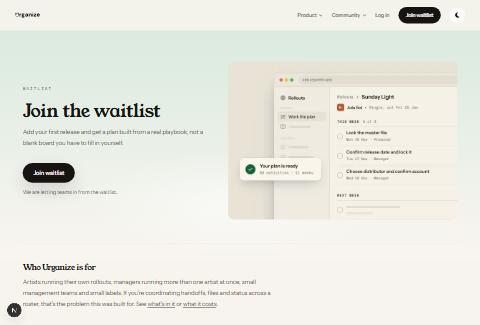 Urganize
Product
Community
Log in
Join waitlist
WAITLIST
Join the waitlist
Add your first release and get a plan built from a real playbook, not a
blank board you have to fill in yourself.
Join waitlist
We are letting teams in from the waitlist.
Rollouts
Work the plan
Rollouts › Sunday Light
Single, out Fri 20 Jan
THIS WEEK
Lock the master file
Confirm release date and lock it
Choose distributor and confirm account
NEXT WEEK
Your plan is ready
Who Urganize is for
Artists running their own rollouts, managers running more than one artist at once, small
management teams and small labels. If you're coordinating handoffs, files and status across a
roster, that's the problem this was built for. See what's in it or what it costs.
N